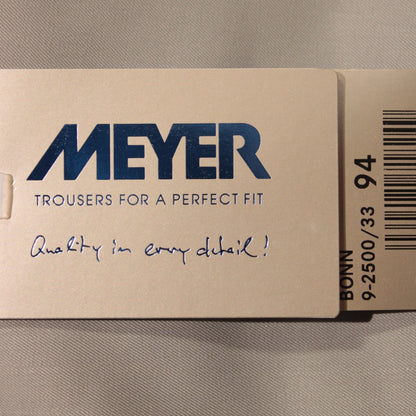 MEYER
TROUSERS FOR A PERFECT FIT
Quality in every detail!
BONN
9-2500/33 94